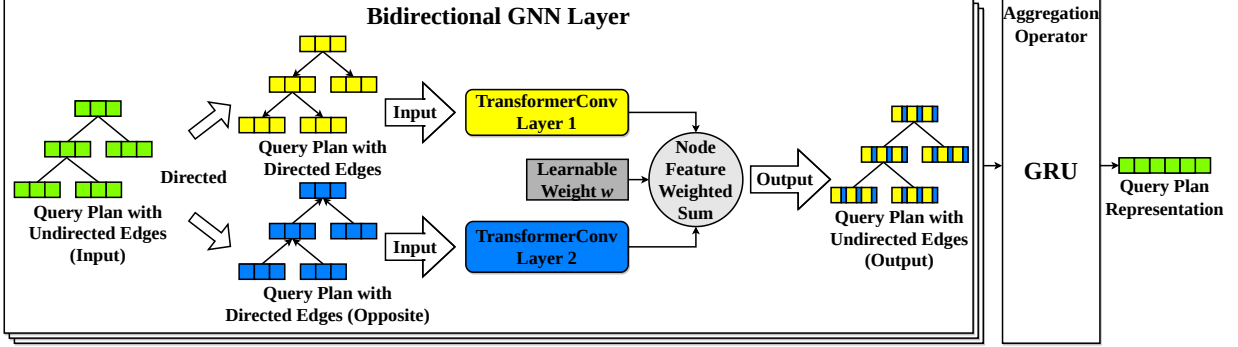 Bidirectional GNN Layer
Query Plan with
Undirected Edges
(Input)
Directed
Query Plan with
Directed Edges
Query Plan with
Directed Edges (Opposite)
Input
Input
TransformerConv
Layer 1
Learnable
Weight w
TransformerConv
Layer 2
Node
Feature
Weighted
Sum
Output
Query Plan with
Undirected Edges
(Output)
Aggregation
Operator
GRU
Query Plan
Representation